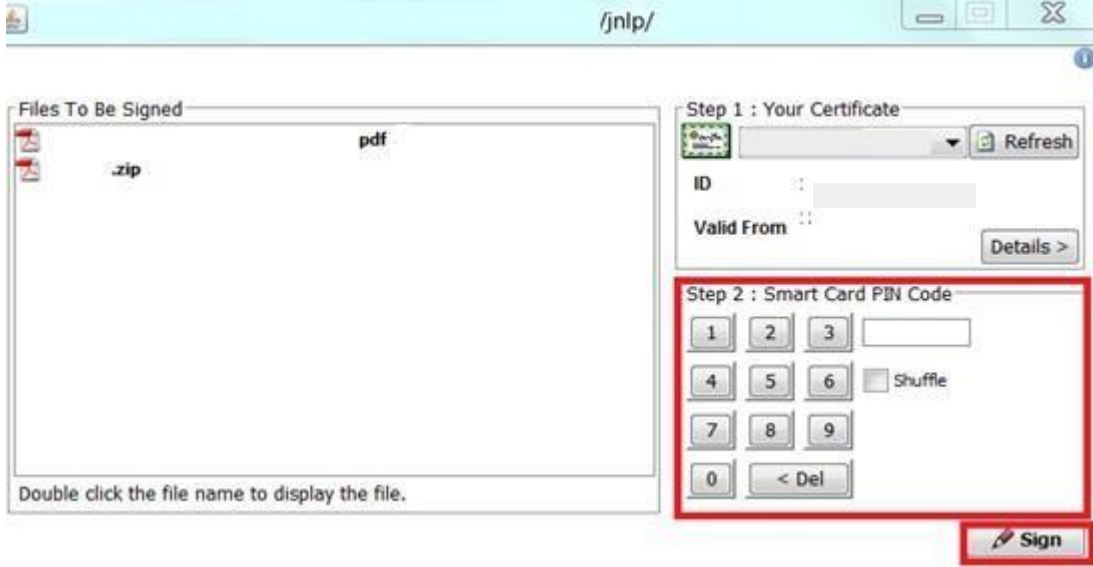 /jnlp/
Files To Be Signed
pdf
.zip
Double click the file name to display the file.
Step 1 : Your Certificate
Refresh
ID :
Valid From ::
Details >
Step 2 : Smart Card PIN Code
1 2 3
4 5 6 Shuffle
7 8 9
0 < Del
Sign